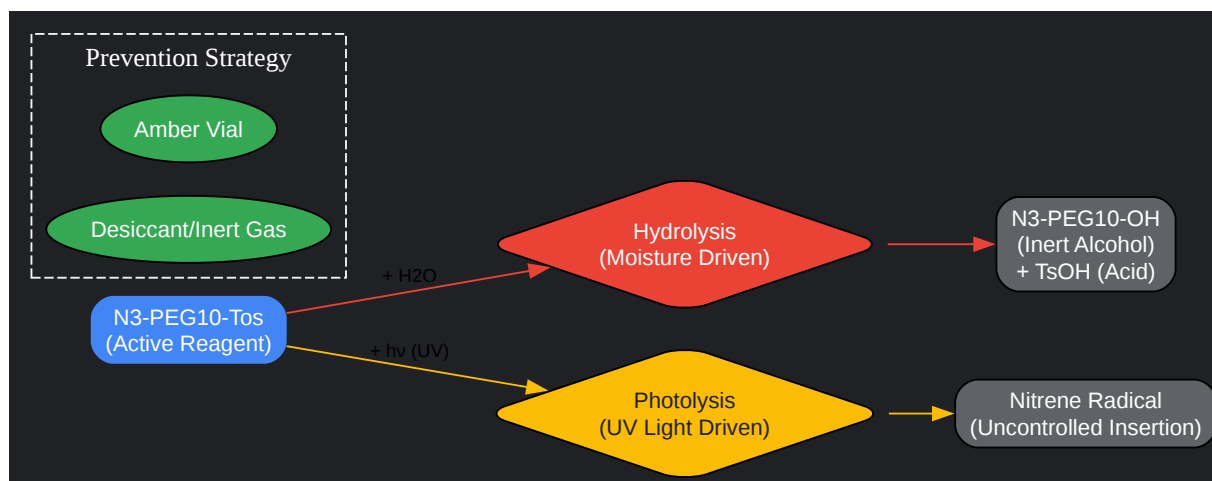 Prevention Strategy
Amber Vial
Desiccant/Inert Gas
N3-PEG10-Tos
(Active Reagent)
+ H2O
+ hν (UV)
Hydrolysis
(Moisture Driven)
Photolysis
(UV Light Driven)
N3-PEG10-OH
(Inert Alcohol)
+ TsOH (Acid)
Nitrene Radical
(Uncontrolled Insertion)